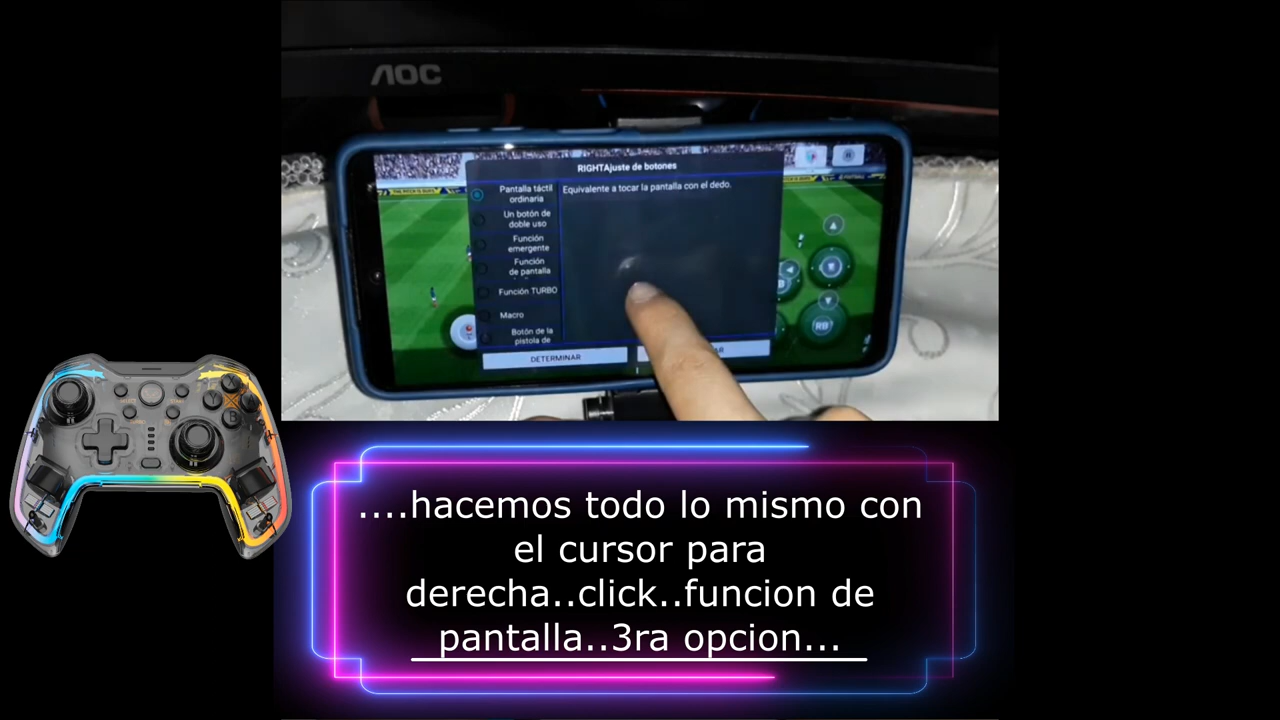 AOC
RIGHTAjuste de botones
Pantalla táctil
ordinaria
Equivalente a tocar la pantalla con el dedo.
Un botón de
doble uso
Función
emergente
Función
de pantalla
Función TURBO
Macro
Botón de la
pistola de
DETERMINAR
B
RB
....hacemos todo lo mismo con
el cursor para
derecha..click..funcion de
pantalla..3ra opcion...